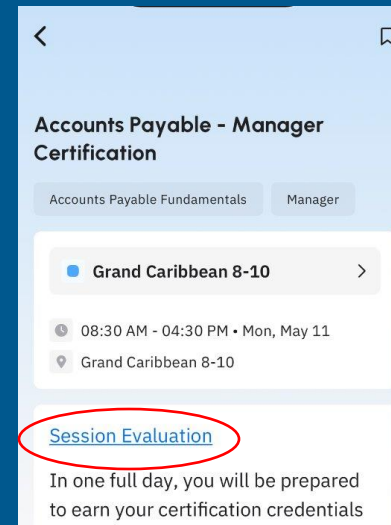 Accounts Payable - Manager
Certification
Accounts Payable Fundamentals Manager
Grand Caribbean 8-10
08:30 AM - 04:30 PM • Mon, May 11
Grand Caribbean 8-10
Session Evaluation
In one full day, you will be prepared
to earn your certification credentials